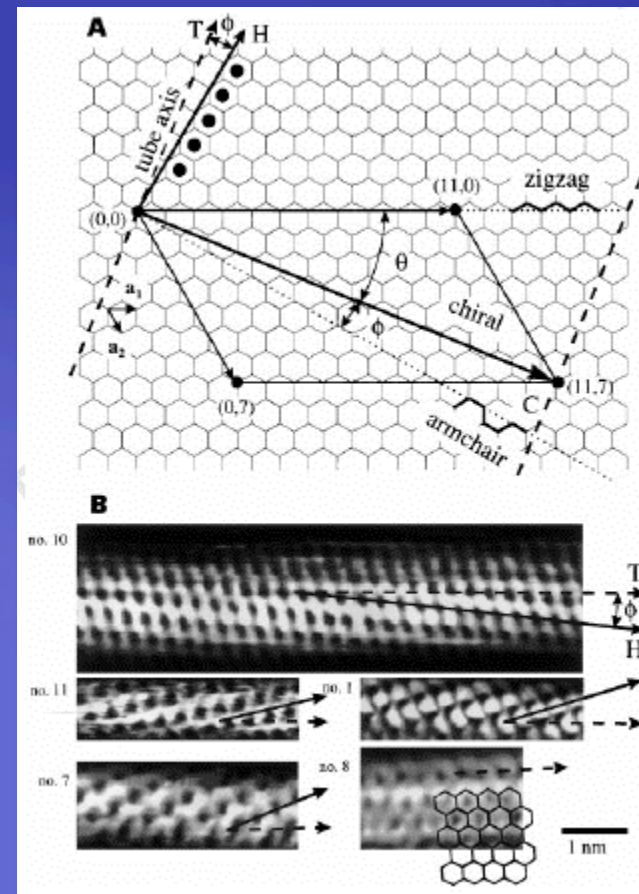 A
T
ϕ
H
tube axis
(0,0)
(11,0)
zigzag
θ
a₁
a₂
chiral
ϕ
(0,7)
C
(11,7)
armchair
B
no. 10
T
ϕ
H
no. 11
no. 1
no. 7
no. 8
1 nm